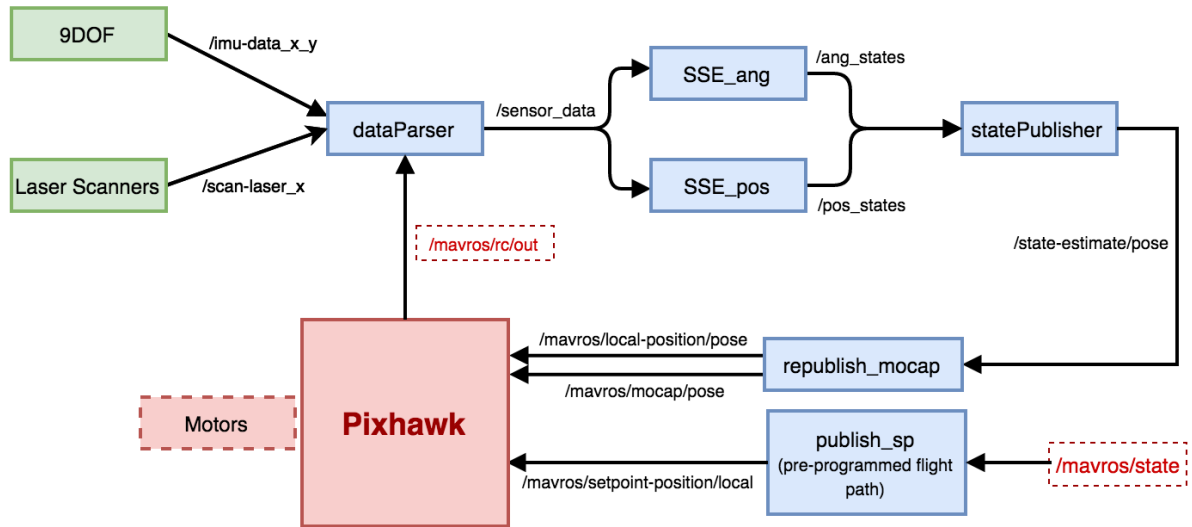 9DOF
/imu-data_x_y
/ang_states
SSE_ang
/sensor_data
dataParser
statePublisher
Laser Scanners
/scan-laser_x
SSE_pos
/pos_states
/mavros/rc/out
/state-estimate/pose
/mavros/local-position/pose
republish_mocap
/mavros/mocap/pose
Motors
Pixhawk
publish_sp
(pre-programmed flight
path)
/mavros/state
/mavros/setpoint-position/local